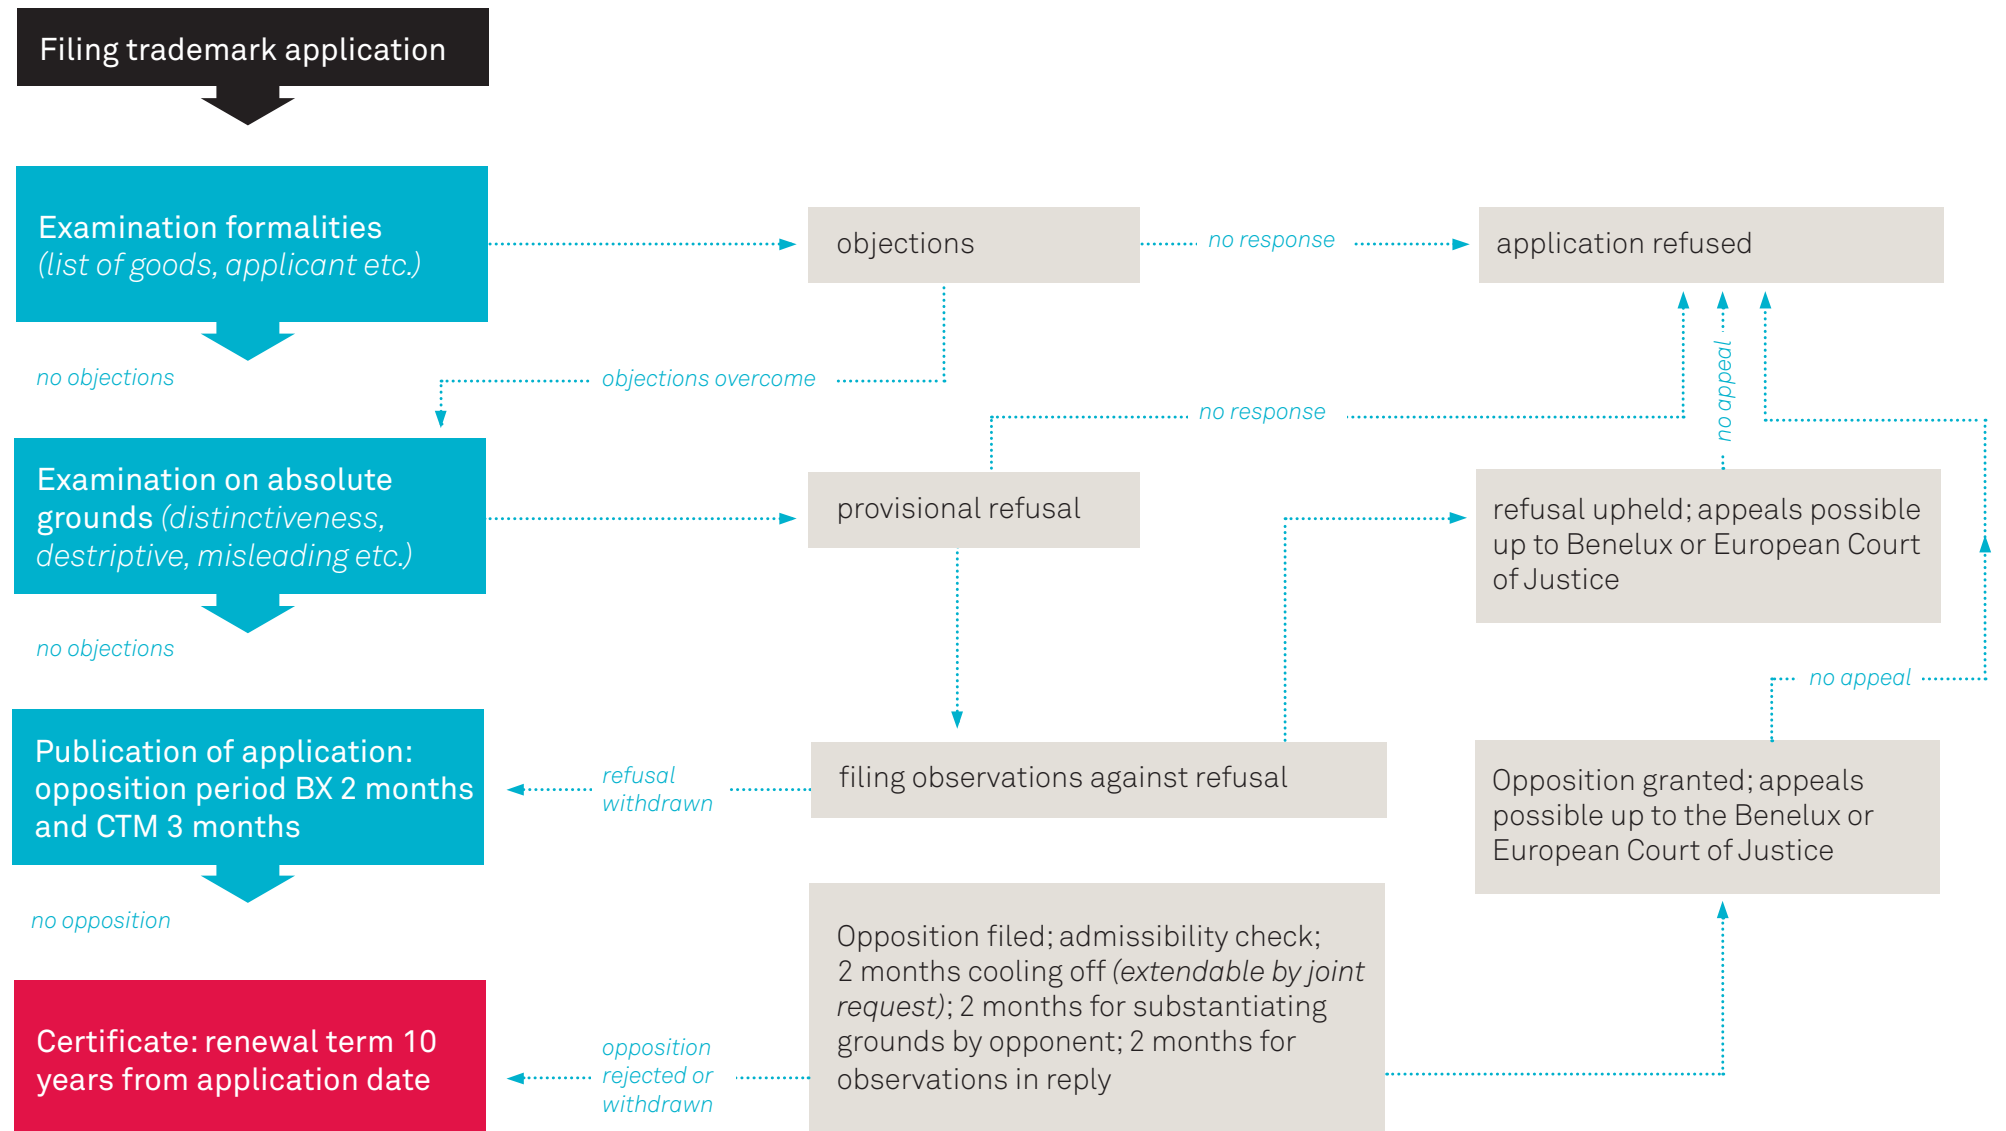 Filing trademark application
Examination formalities
(list of goods, applicant etc.)
objections
no response
application refused
no objections
objections overcome
no response
no appeal
Examination on absolute
grounds (distinctiveness,
destriptive, misleading etc.)
provisional refusal
refusal upheld; appeals possible
up to Benelux or European Court
of Justice
no objections
no appeal
Publication of application:
opposition period BX 2 months
and CTM 3 months
refusal
withdrawn
filing observations against refusal
Opposition granted; appeals
possible up to the Benelux or
European Court of Justice
no opposition
Opposition filed; admissibility check;
2 months cooling off (extendable by joint
request); 2 months for substantiating
grounds by opponent; 2 months for
observations in reply
Certificate: renewal term 10
years from application date
opposition
rejected or
withdrawn